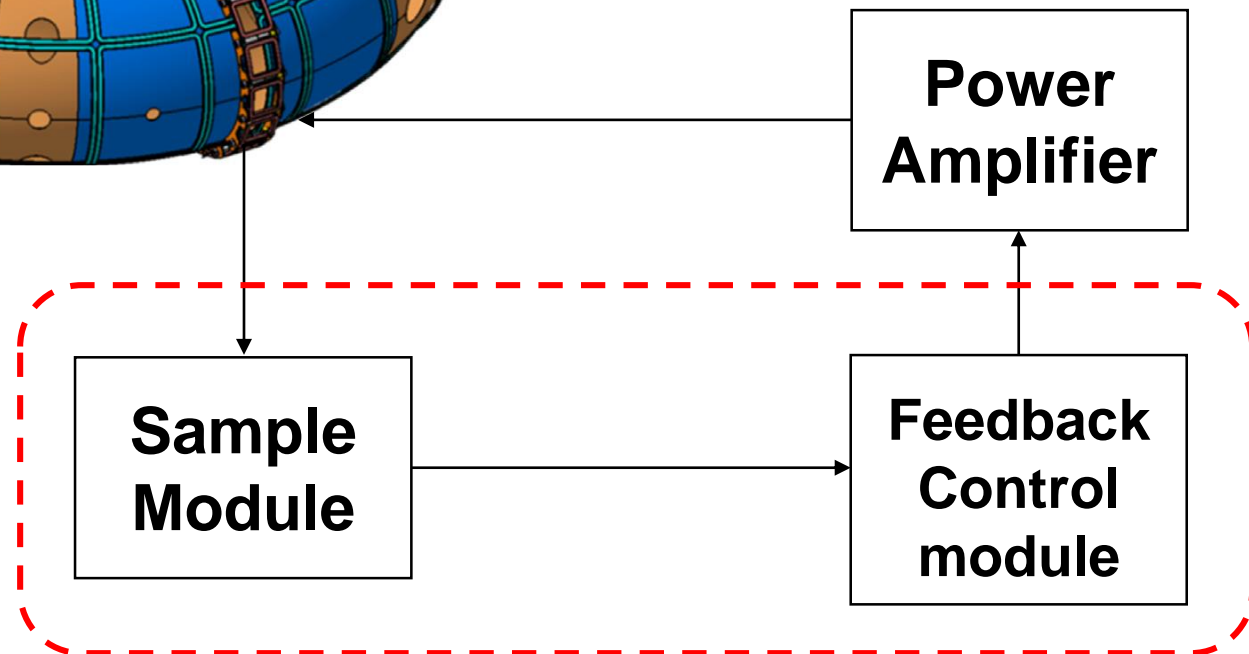 Power
Amplifier
Sample
Module
Feedback
Control
module